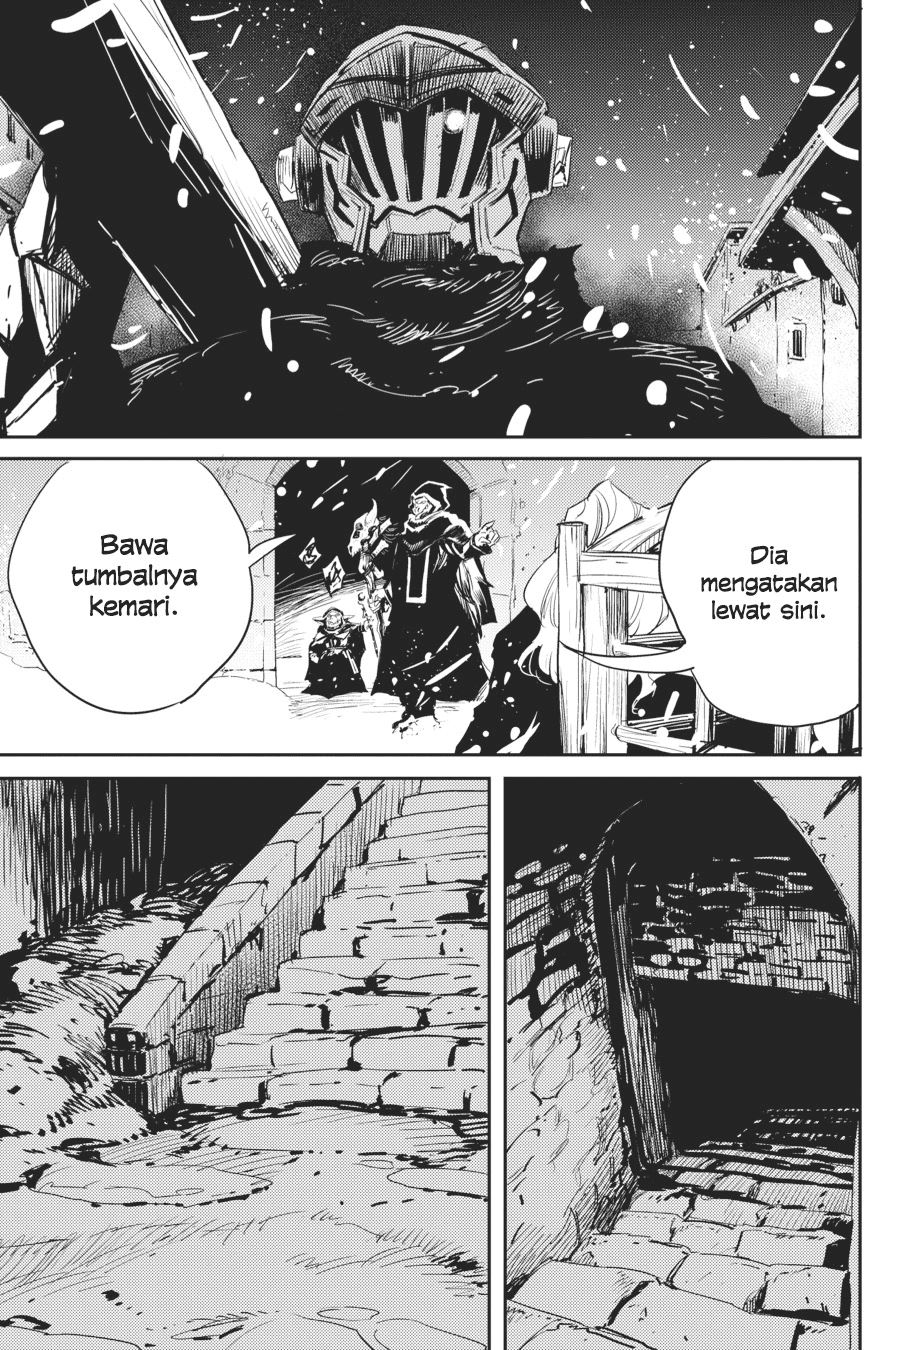 Dia
mengatakan
lewat sini.
Bawa
tumbalnya
kemari.